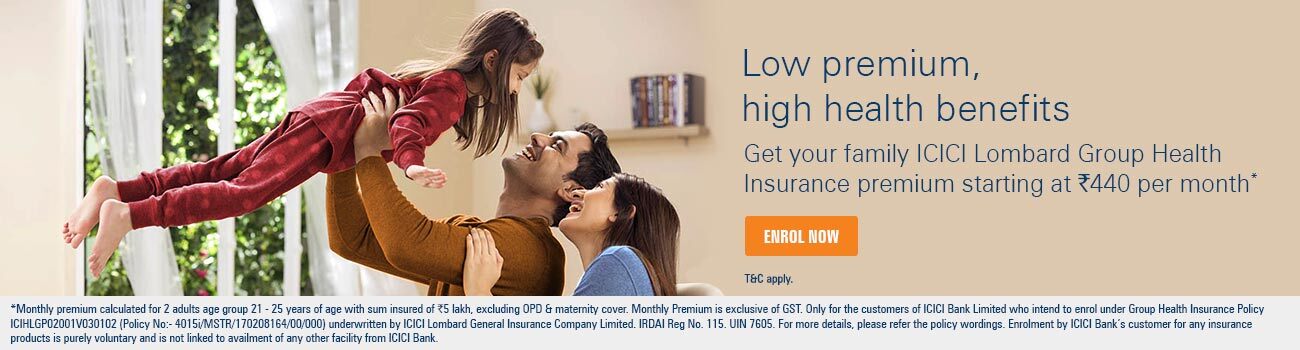 Low premium,
high health benefits
Get your family ICICI Lombard Group Health
Insurance premium starting at ₹440 per month*
ENROL NOW
T&C apply.
*Monthly premium calculated for 2 adults age group 21 - 25 years of age with sum insured of ₹5 lakh, excluding OPD & maternity cover. Monthly Premium is exclusive of GST. Only for the customers of ICICI Bank Limited who intend to enrol under Group Health Insurance Policy
ICIHLGP02001V030102 (Policy No:- 4015i/MSTR/170208164/00/000) underwritten by ICICI Lombard General Insurance Company Limited. IRDAI Reg No. 115. UIN 7605. For more details, please refer the policy wordings. Enrolment by ICICI Bank's customer for any insurance
products is purely voluntary and is not linked to availment of any other facility from ICICI Bank.